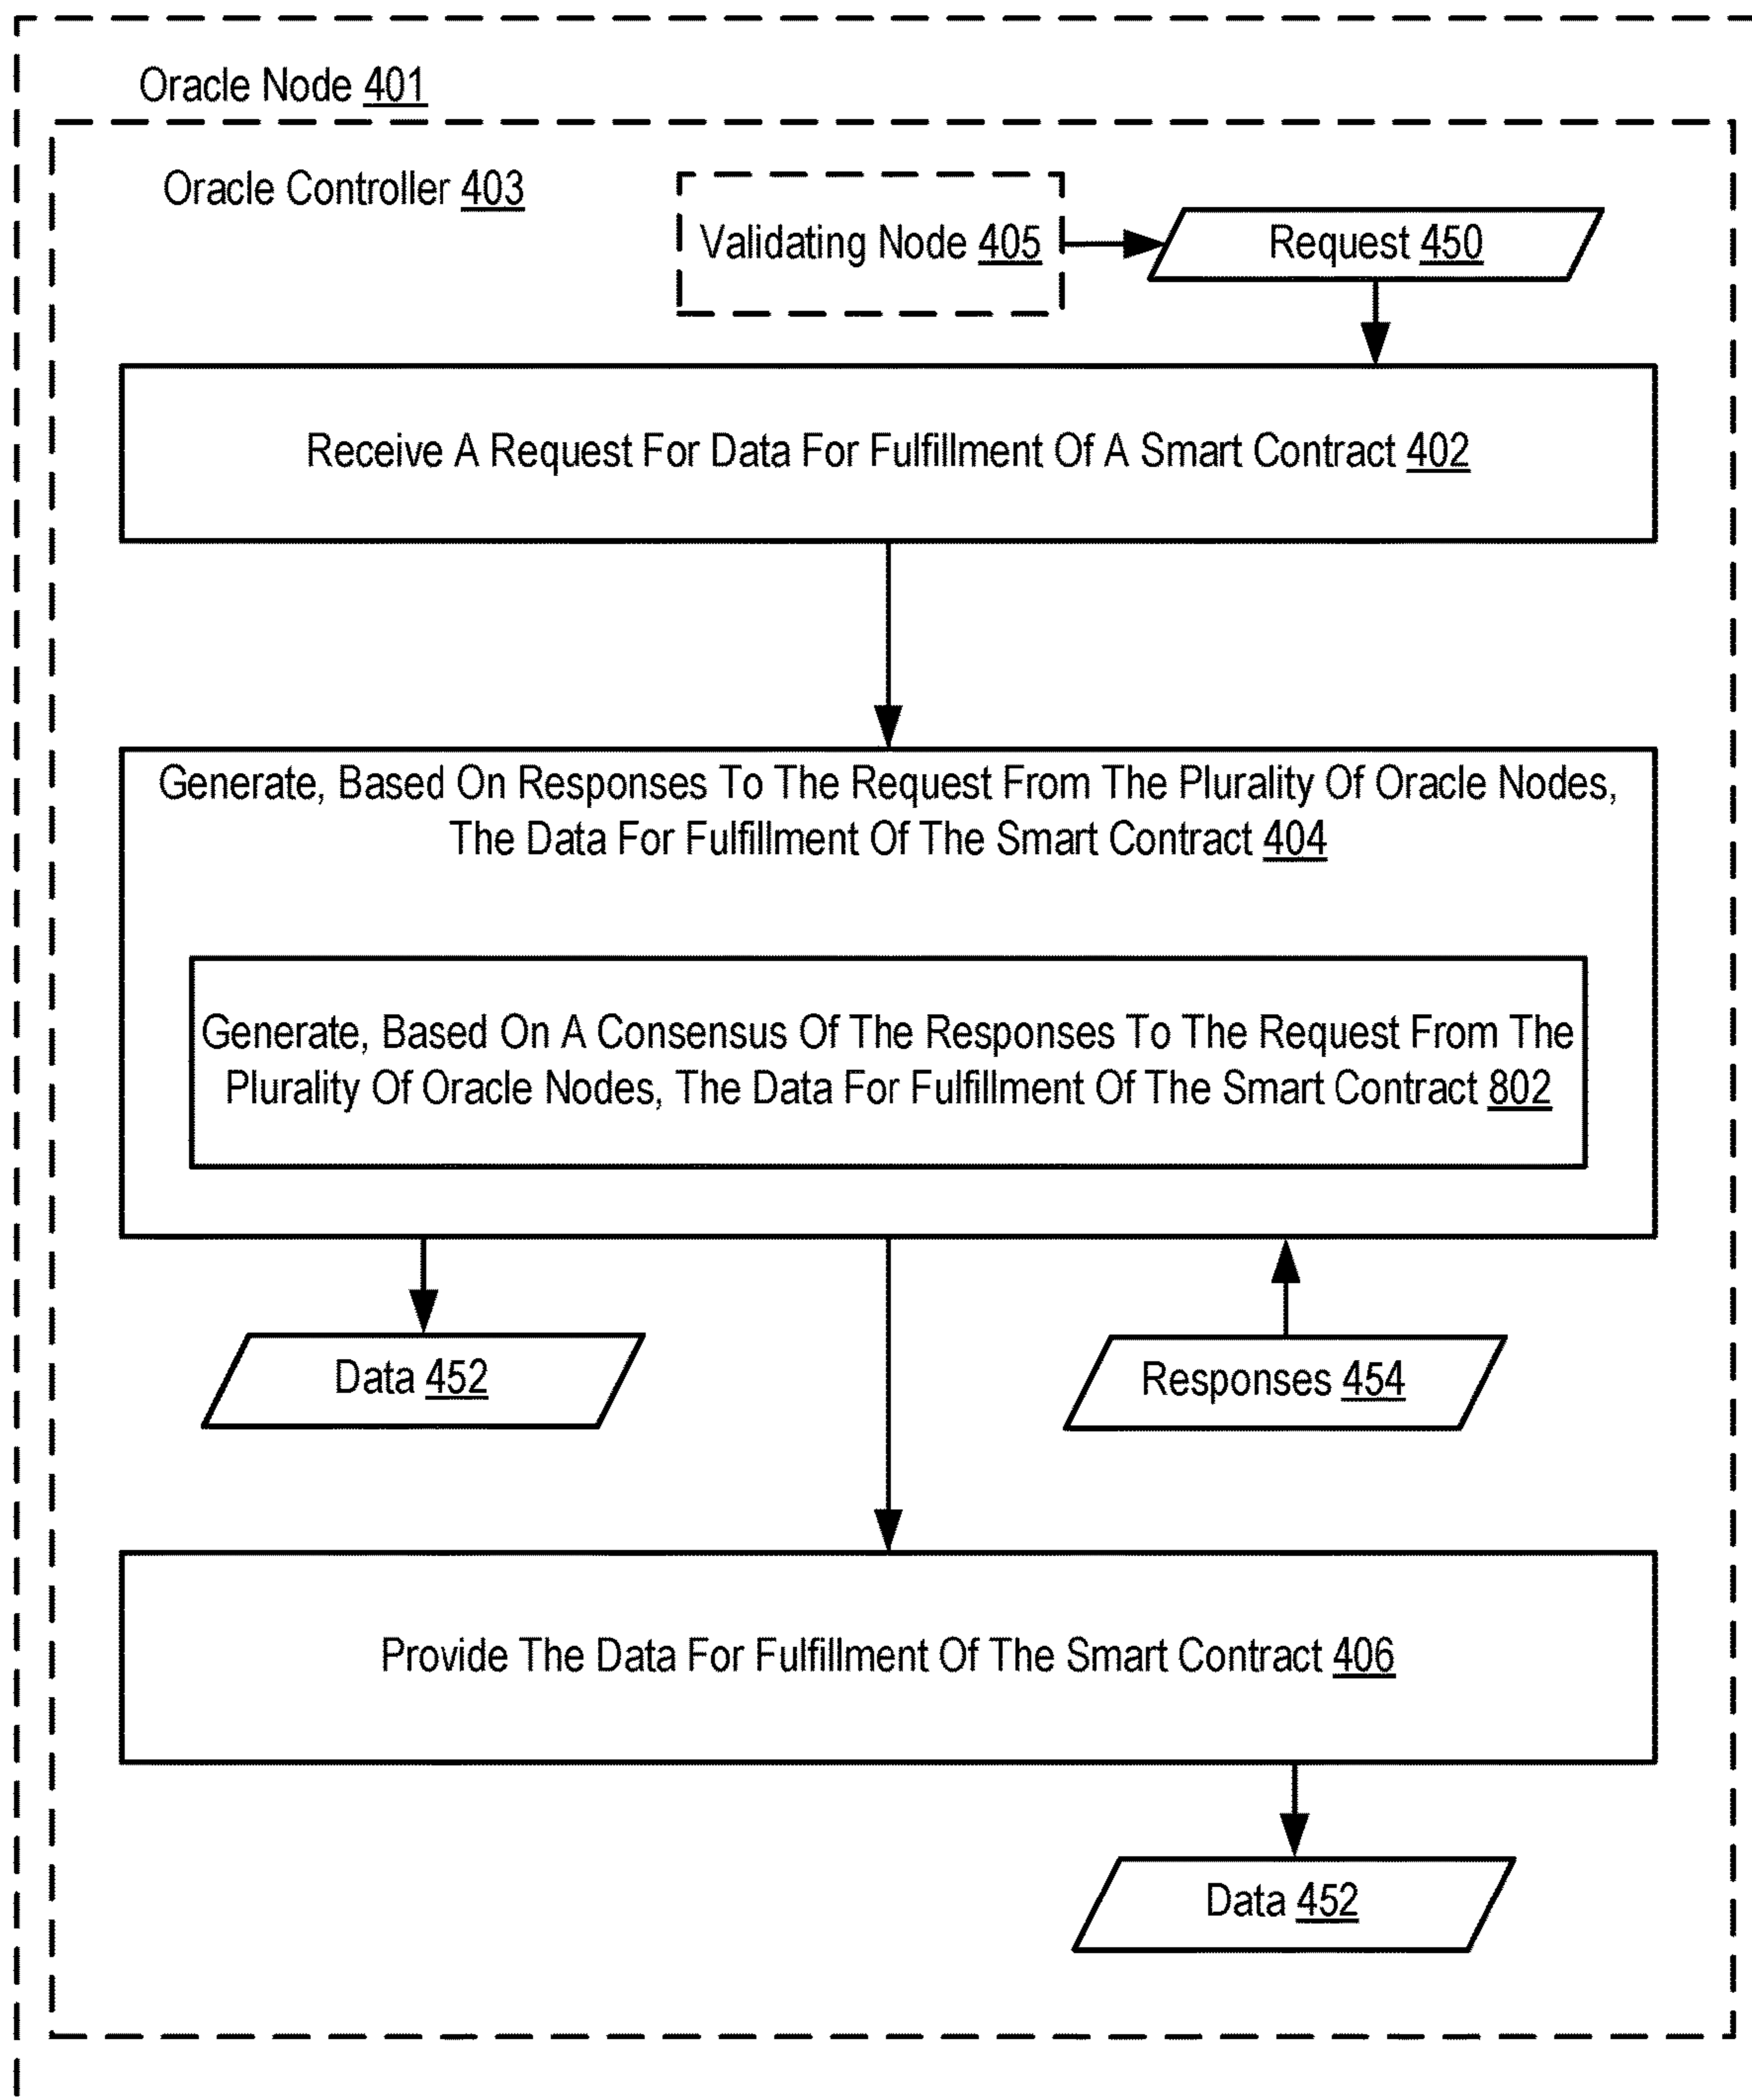 Oracle Node 401
Oracle Controller 403
Validating Node 405
Request 450
Receive A Request For Data For Fulfillment Of A Smart Contract 402
Generate, Based On Responses To The Request From The Plurality Of Oracle Nodes,
The Data For Fulfillment Of The Smart Contract 404
Generate, Based On A Consensus Of The Responses To The Request From The
Plurality Of Oracle Nodes, The Data For Fulfillment Of The Smart Contract 802
Data 452
Responses 454
Provide The Data For Fulfillment Of The Smart Contract 406
Data 452